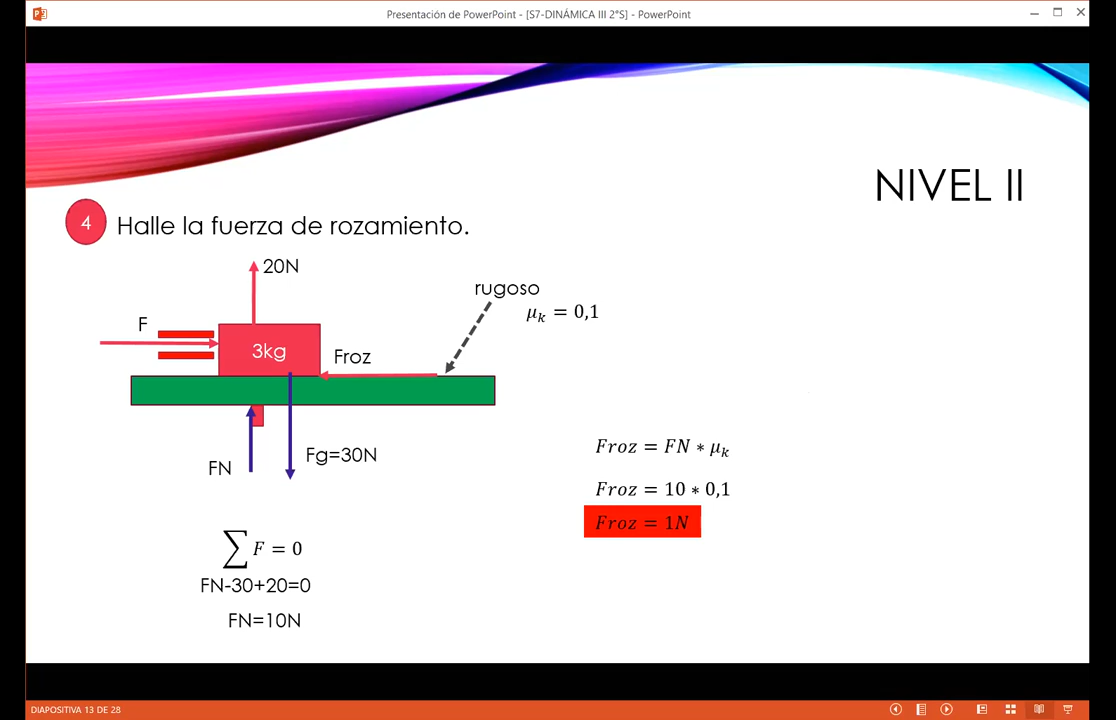 Presentación de PowerPoint - [S7-DINÁMICA III 2°S] - PowerPoint
NIVEL II
4 Halle la fuerza de rozamiento.
20N
rugoso
μₖ = 0,1
F
3kg
Froz
FN
Fg=30N
Froz = FN ∗ μₖ
Froz = 10 ∗ 0,1
Froz = 1N
∑ F = 0
FN-30+20=0
FN=10N
DIAPOSITIVA 13 DE 28